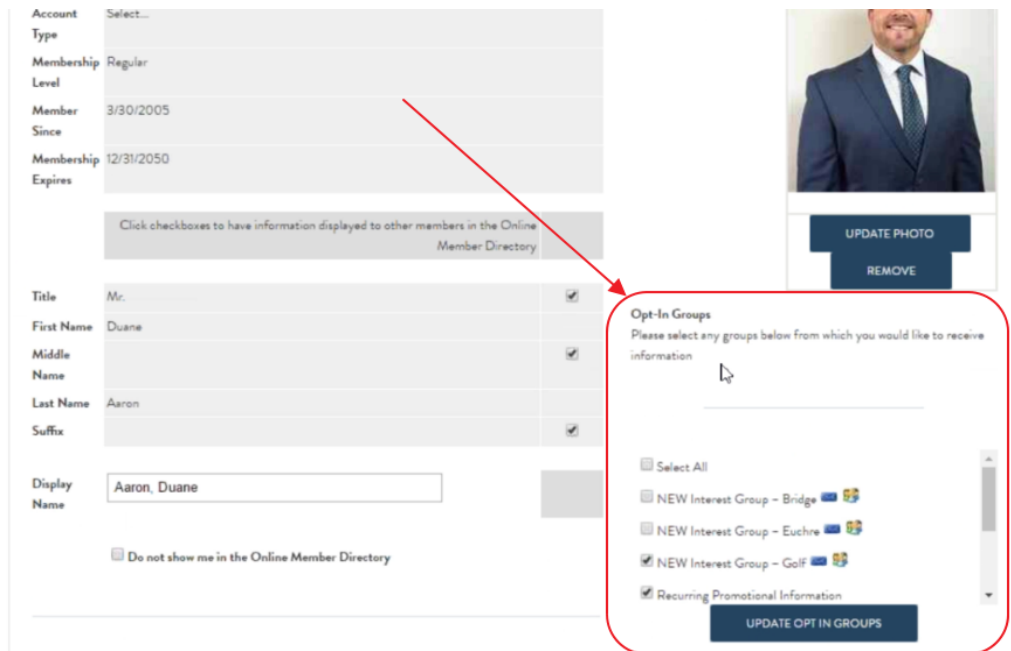 Account Type
Select...
Membership Level
Regular
Member Since
3/30/2005
Membership Expires
12/31/2050
Click checkboxes to have information displayed to other members in the Online
Member Directory
Title
Mr.
First Name
Duane
Middle Name
Last Name
Aaron
Suffix
Display Name
Aaron, Duane
Do not show me in the Online Member Directory
UPDATE PHOTO
REMOVE
Opt-In Groups
Please select any groups below from which you would like to receive
information
Select All
NEW Interest Group – Bridge
NEW Interest Group – Euchre
NEW Interest Group – Golf
Recurring Promotional Information
UPDATE OPT IN GROUPS